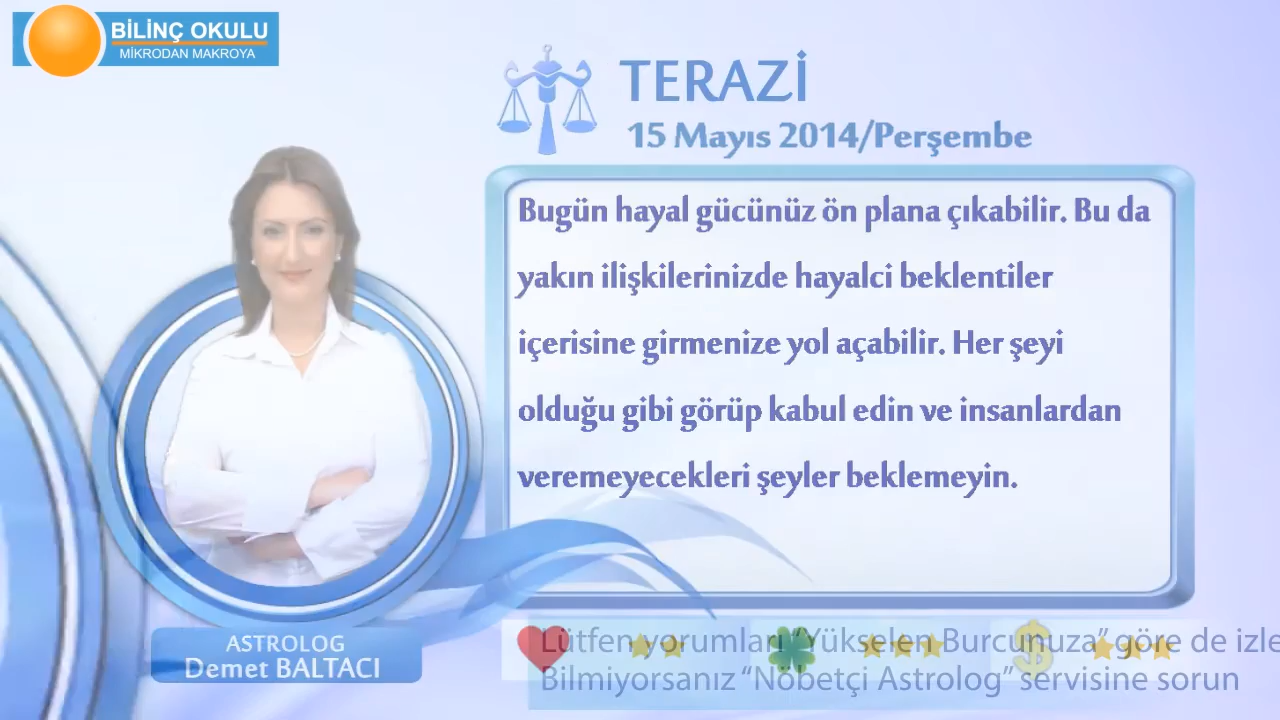 BİLİNÇ OKULU
MİKRODAN MAKROYA
TERAZİ
15 Mayıs 2014/Perşembe
Bugün hayal gücünüz ön plana çıkabilir. Bu da
yakın ilişkilerinizde hayalci beklentiler
içerisine girmenize yol açabilir. Her şeyi
olduğu gibi görüp kabul edin ve insanlardan
veremeyecekleri şeyler beklemeyin.
ASTROLOG
Demet BALTACI
Lütfen yorumları “Yükselen Burcunuza” göre de izle
Bilmiyorsanız “Nöbetçi Astrolog” servisine sorun